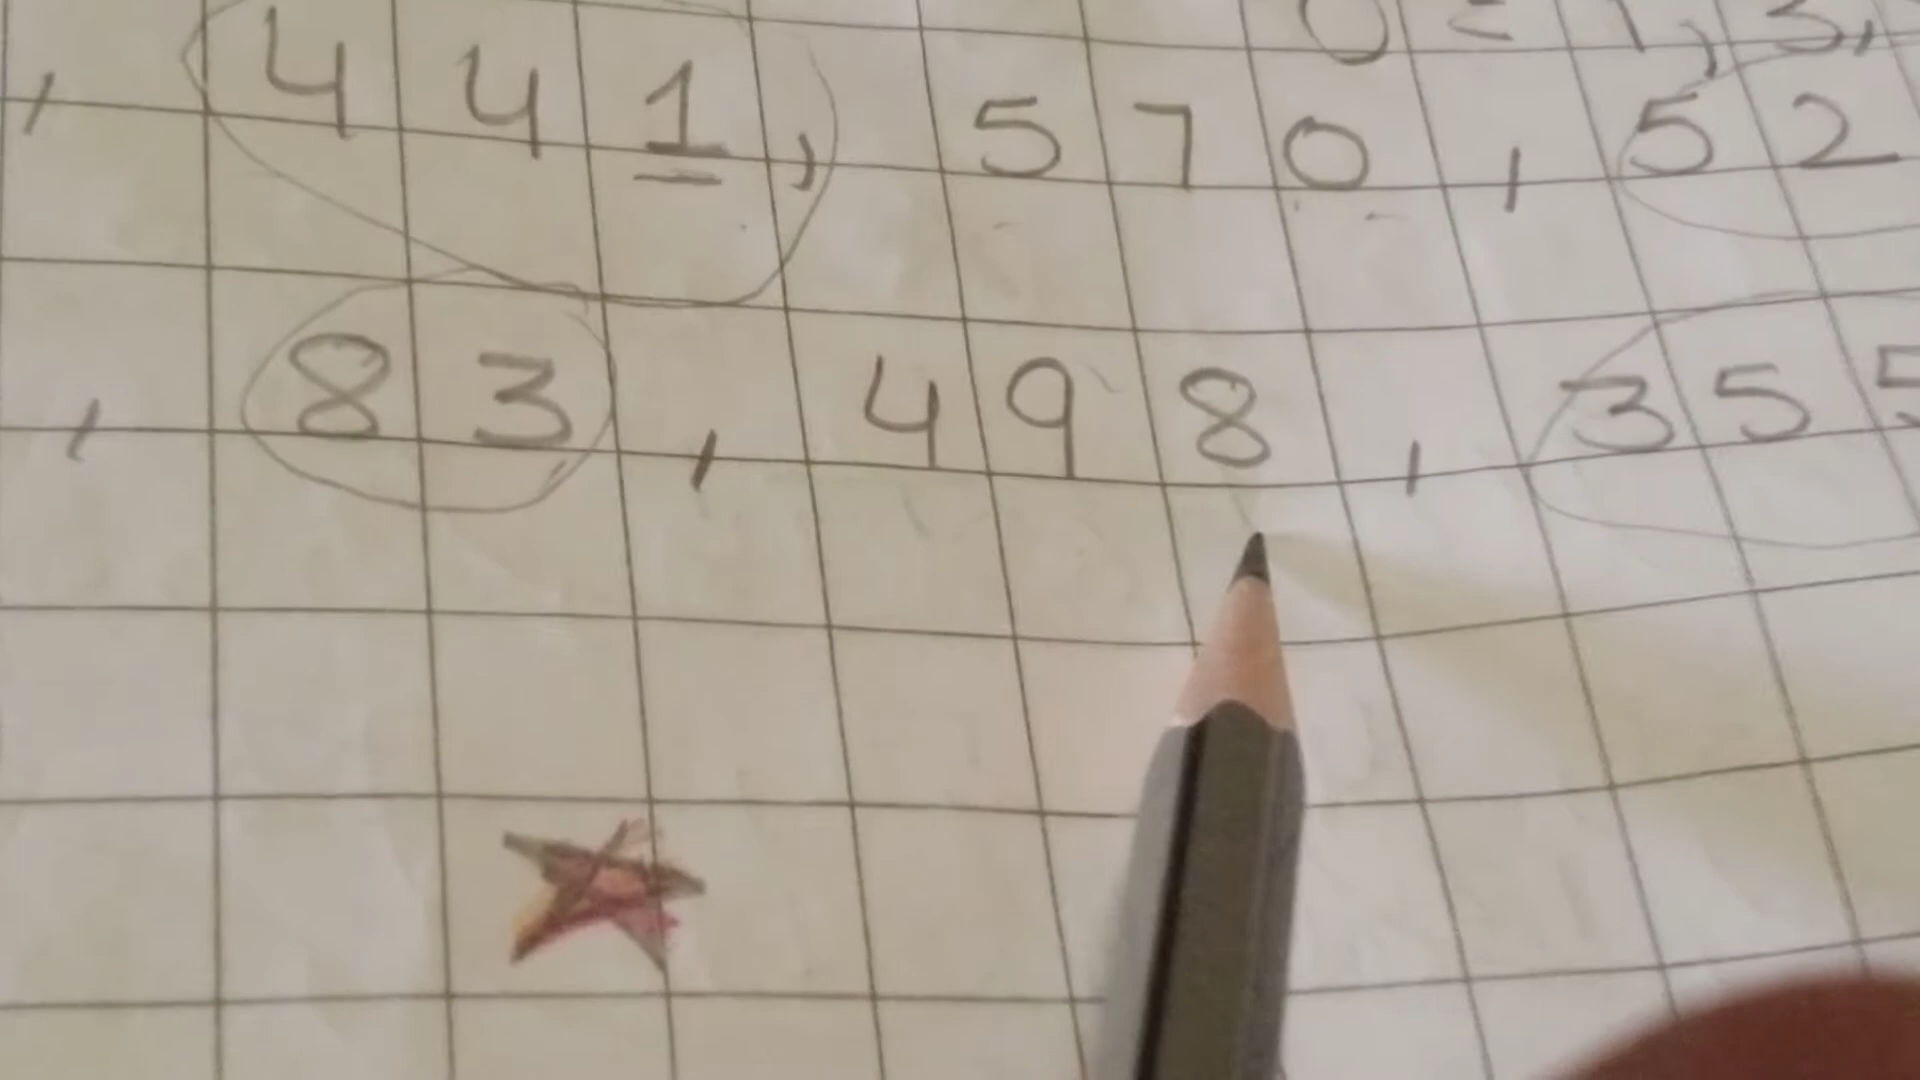 0 = 1, 3,
, 441, 570, 52
, 83, 498, 355